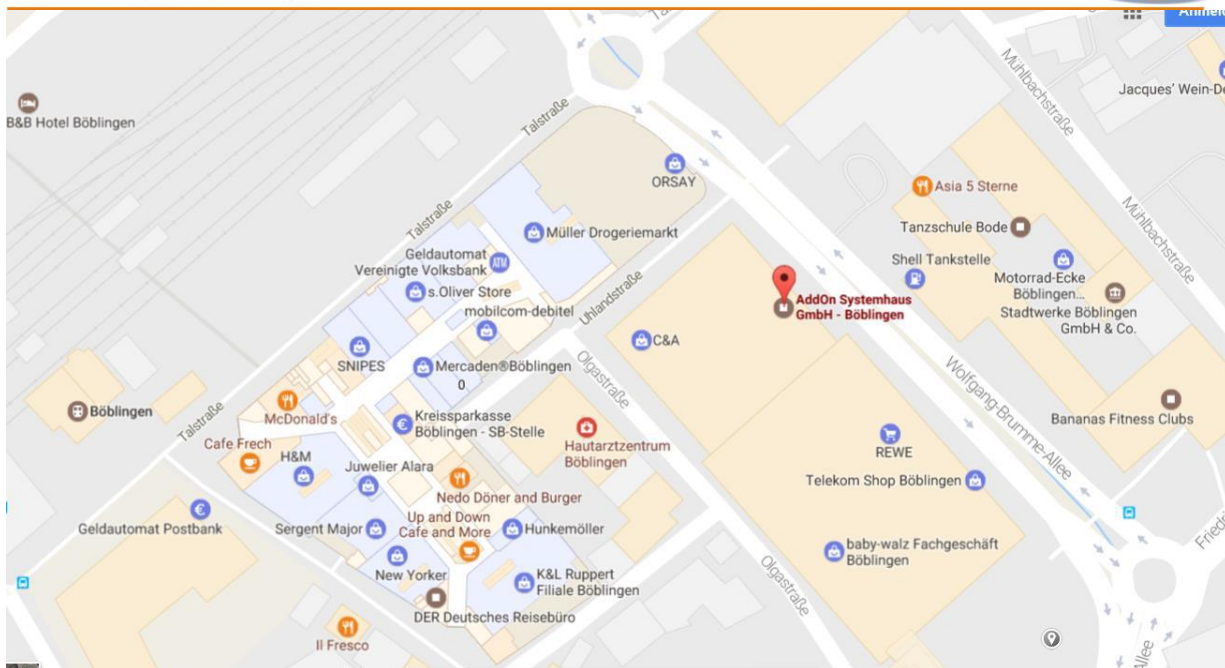 Anmeld
Mühlbachstraße
Jacques' Wein-De
B&B Hotel Böblingen
Talstraße
ORSAY
Asia 5 Sterne
Mühlbachstraße
Talstraße
Müller Drogeriemarkt
Tanzschule Bode
Geldautomat
Vereinigte Volksbank
ATM
Shell Tankstelle
Motorrad-Ecke
Böblingen...
s.Oliver Store
Uhlandstraße
AddOn Systemhaus
GmbH - Böblingen
Stadtwerke Böblingen
GmbH & Co.
mobilcom-debitel
C&A
SNIPES
Mercaden®Böblingen
0
Olgastraße
Wolfgang-Brumme-Allee
Böblingen
Talstraße
McDonald's
Kreissparkasse
Böblingen - SB-Stelle
Bananas Fitness Clubs
Cafe Frech
Hautarztzentrum
Böblingen
REWE
H&M
Juwelier Alara
Telekom Shop Böblingen
Nedo Döner and Burger
Geldautomat Postbank
Sergent Major
Up and Down
Cafe and More
Hunkemöller
Friedr
baby-walz Fachgeschäft
Böblingen
New Yorker
K&L Ruppert
Filiale Böblingen
Olgastraße
DER Deutsches Reisebüro
Il Fresco
Allee